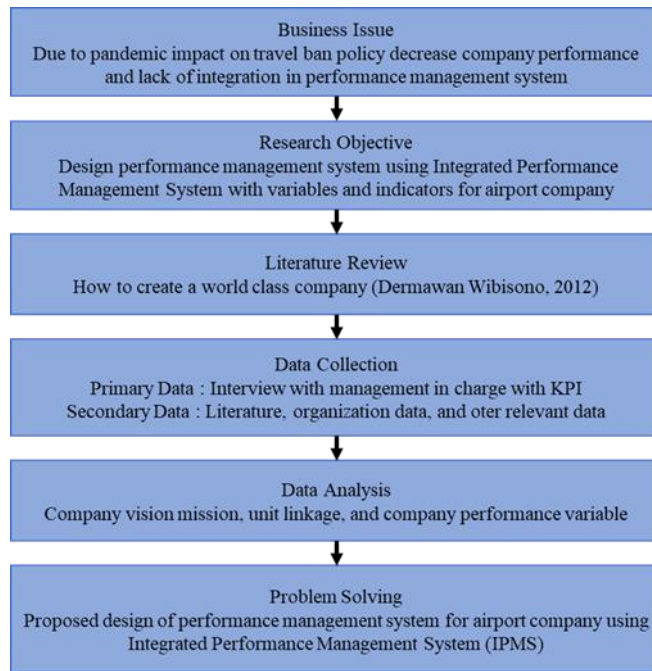 Business Issue
Due to pandemic impact on travel ban policy decrease company performance
and lack of integration in performance management system
Research Objective
Design performance management system using Integrated Performance
Management System with variables and indicators for airport company
Literature Review
How to create a world class company (Dermawan Wibisono, 2012)
Data Collection
Primary Data : Interview with management in charge with KPI
Secondary Data : Literature, organization data, and oter relevant data
Data Analysis
Company vision mission, unit linkage, and company performance variable
Problem Solving
Proposed design of performance management system for airport company using
Integrated Performance Management System (IPMS)